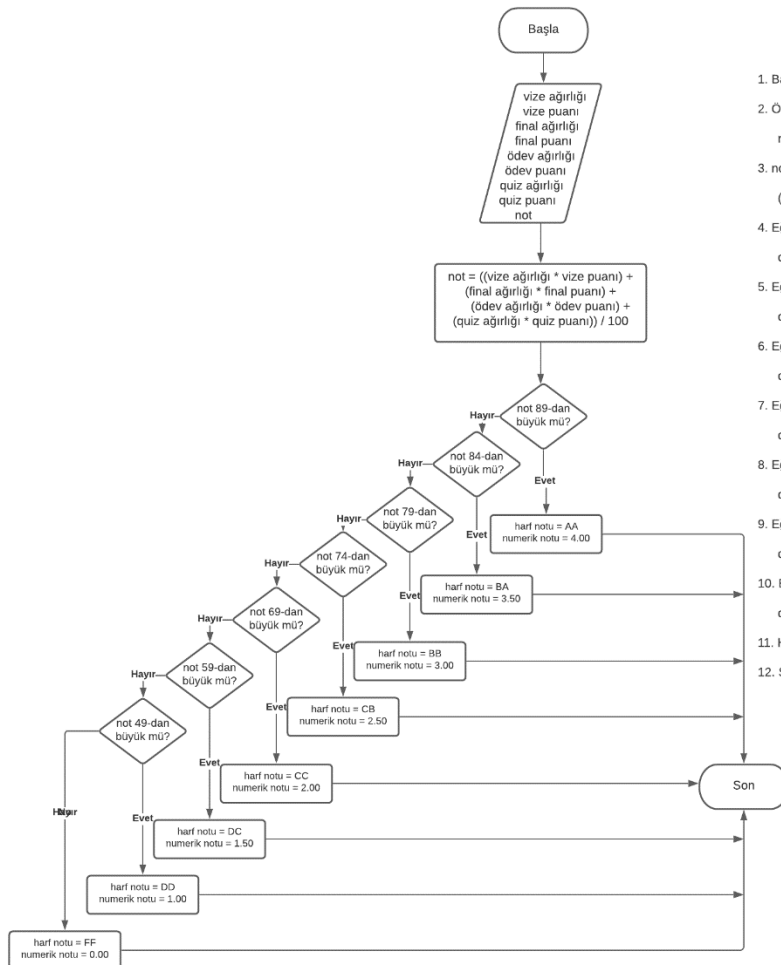 Başla
vize ağırlığı
vize puanı
final ağırlığı
final puanı
ödev ağırlığı
ödev puanı
quiz ağırlığı
quiz puanı
not
not = ((vize ağırlığı * vize puanı) +
(final ağırlığı * final puanı) +
(ödev ağırlığı * ödev puanı) +
(quiz ağırlığı * quiz puanı)) / 100
not 89-dan
büyük mü?
Hayır
Evet
harf notu = AA
numerik notu = 4.00
not 84-dan
büyük mü?
Hayır
Evet
harf notu = BA
numerik notu = 3.50
not 79-dan
büyük mü?
Hayır
Evet
harf notu = BB
numerik notu = 3.00
not 74-dan
büyük mü?
Hayır
Evet
harf notu = CB
numerik notu = 2.50
not 69-dan
büyük mü?
Hayır
Evet
harf notu = CC
numerik notu = 2.00
not 59-dan
büyük mü?
Hayır
Evet
harf notu = DC
numerik notu = 1.50
not 49-dan
büyük mü?
Evet
harf notu = DD
numerik notu = 1.00
harf notu = FF
numerik notu = 0.00
Son
1.
2.
3.
4.
5.
6.
7.
8.
9.
10.
11.
12.